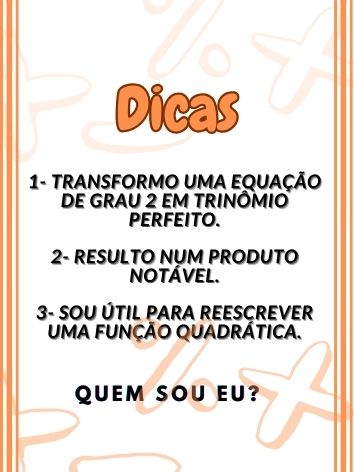 Dicas
1- TRANSFORMO UMA EQUAÇÃO
DE GRAU 2 EM TRINÔMIO
PERFEITO.
2- RESULTO NUM PRODUTO
NOTÁVEL.
3- SOU ÚTIL PARA REESCREVER
UMA FUNÇÃO QUADRÁTICA.
QUEM SOU EU?